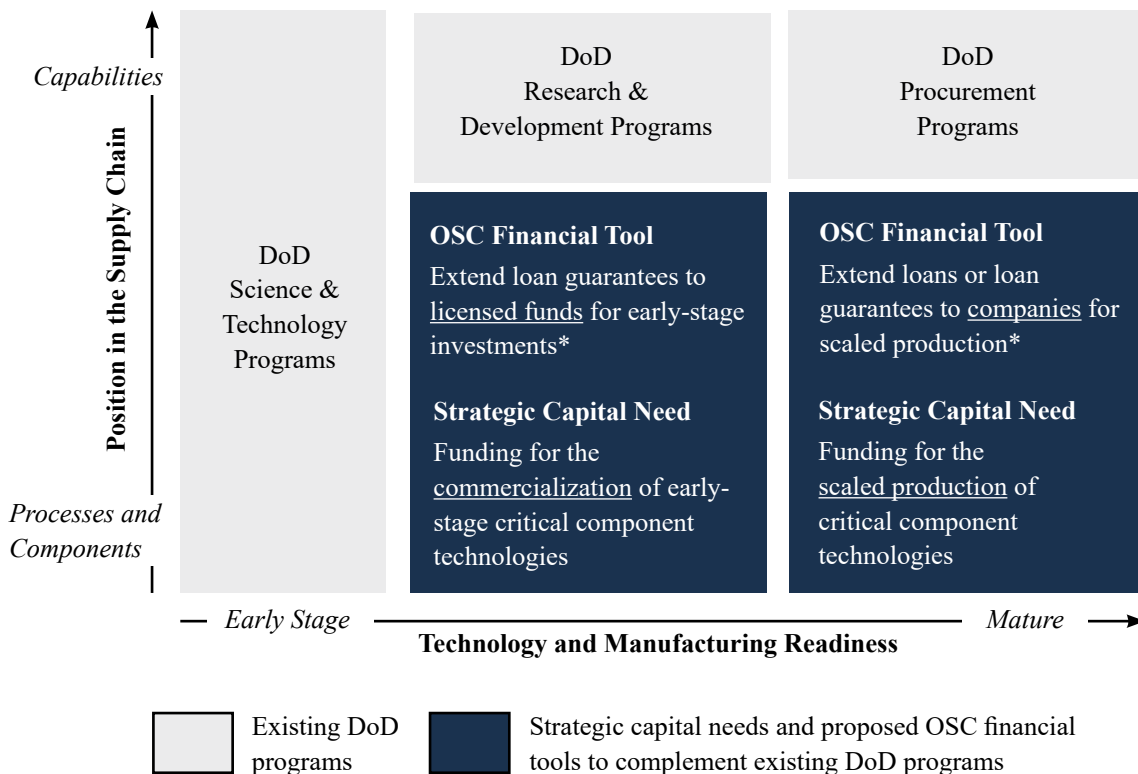 Capabilities
Position in the Supply Chain
Processes and
Components
DoD
Science &
Technology
Programs
DoD
Research &
Development Programs
DoD
Procurement
Programs
OSC Financial Tool
Extend loan guarantees to
licensed funds for early-stage
investments*
Strategic Capital Need
Funding for the
commercialization of early-
stage critical component
technologies
OSC Financial Tool
Extend loans or loan
guarantees to companies for
scaled production*
Strategic Capital Need
Funding for the
scaled production of
critical component
technologies
Early Stage
Mature
Technology and Manufacturing Readiness
Existing DoD
programs
Strategic capital needs and proposed OSC financial
tools to complement existing DoD programs